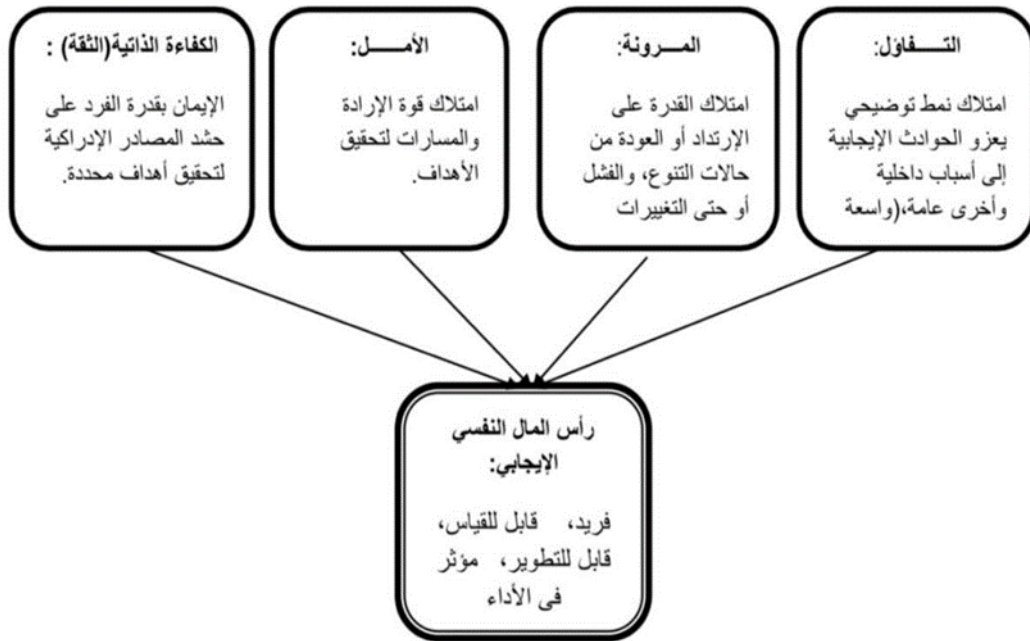 التـــــفاؤل:
امتلاك نمط توضيحي
يعزو الحوادث الإيجابية
إلى أسباب داخلية
وأخرى عامة،(واسعة
المـــرونة:
امتلاك القدرة على
الإرتداد أو العودة من
حالات التنوع، والفشل
أو حتى التغييرات
الأمـــــل:
امتلاك قوة الإرادة
والمسارات لتحقيق
الأهداف.
الكفاءة الذاتية(الثقة) :
الإيمان بقدرة الفرد على
حشد المصادر الإدراكية
لتحقيق أهداف محددة.
رأس المال النفسي
الإيجابي:
فريد، قابل للقياس،
قابل للتطوير، مؤثر
فى الأداء